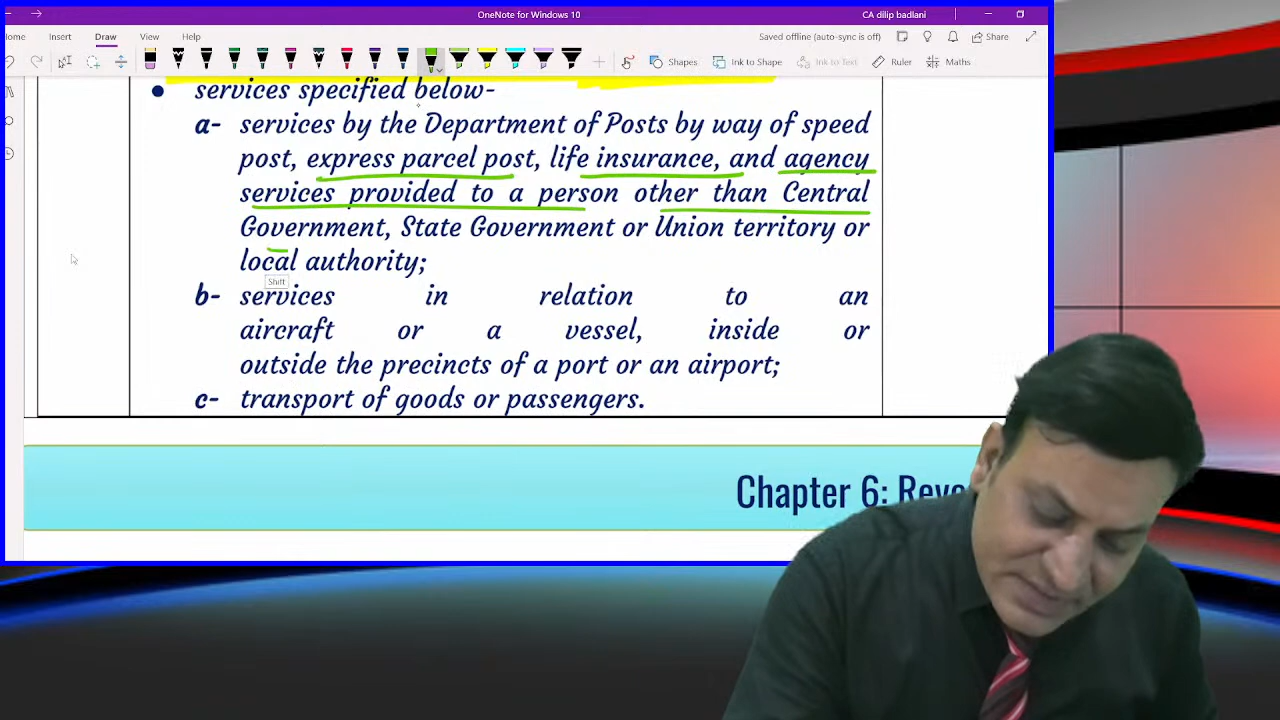 OneNote for Windows 10
CA dilip badlani
ome Insert Draw View Help
Saved offline (auto-sync is off)
Share
Shapes
Ink to Shape
Ink to Text
Ruler
Maths
services specified below-
a- services by the Department of Posts by way of speed
post, express parcel post, life insurance, and agency
services provided to a person other than Central
Government, State Government or Union territory or
local authority;
Shift
b- services in relation to an
aircraft or a vessel, inside or
outside the precincts of a port or an airport;
c- transport of goods or passengers.
Chapter 6: Reve